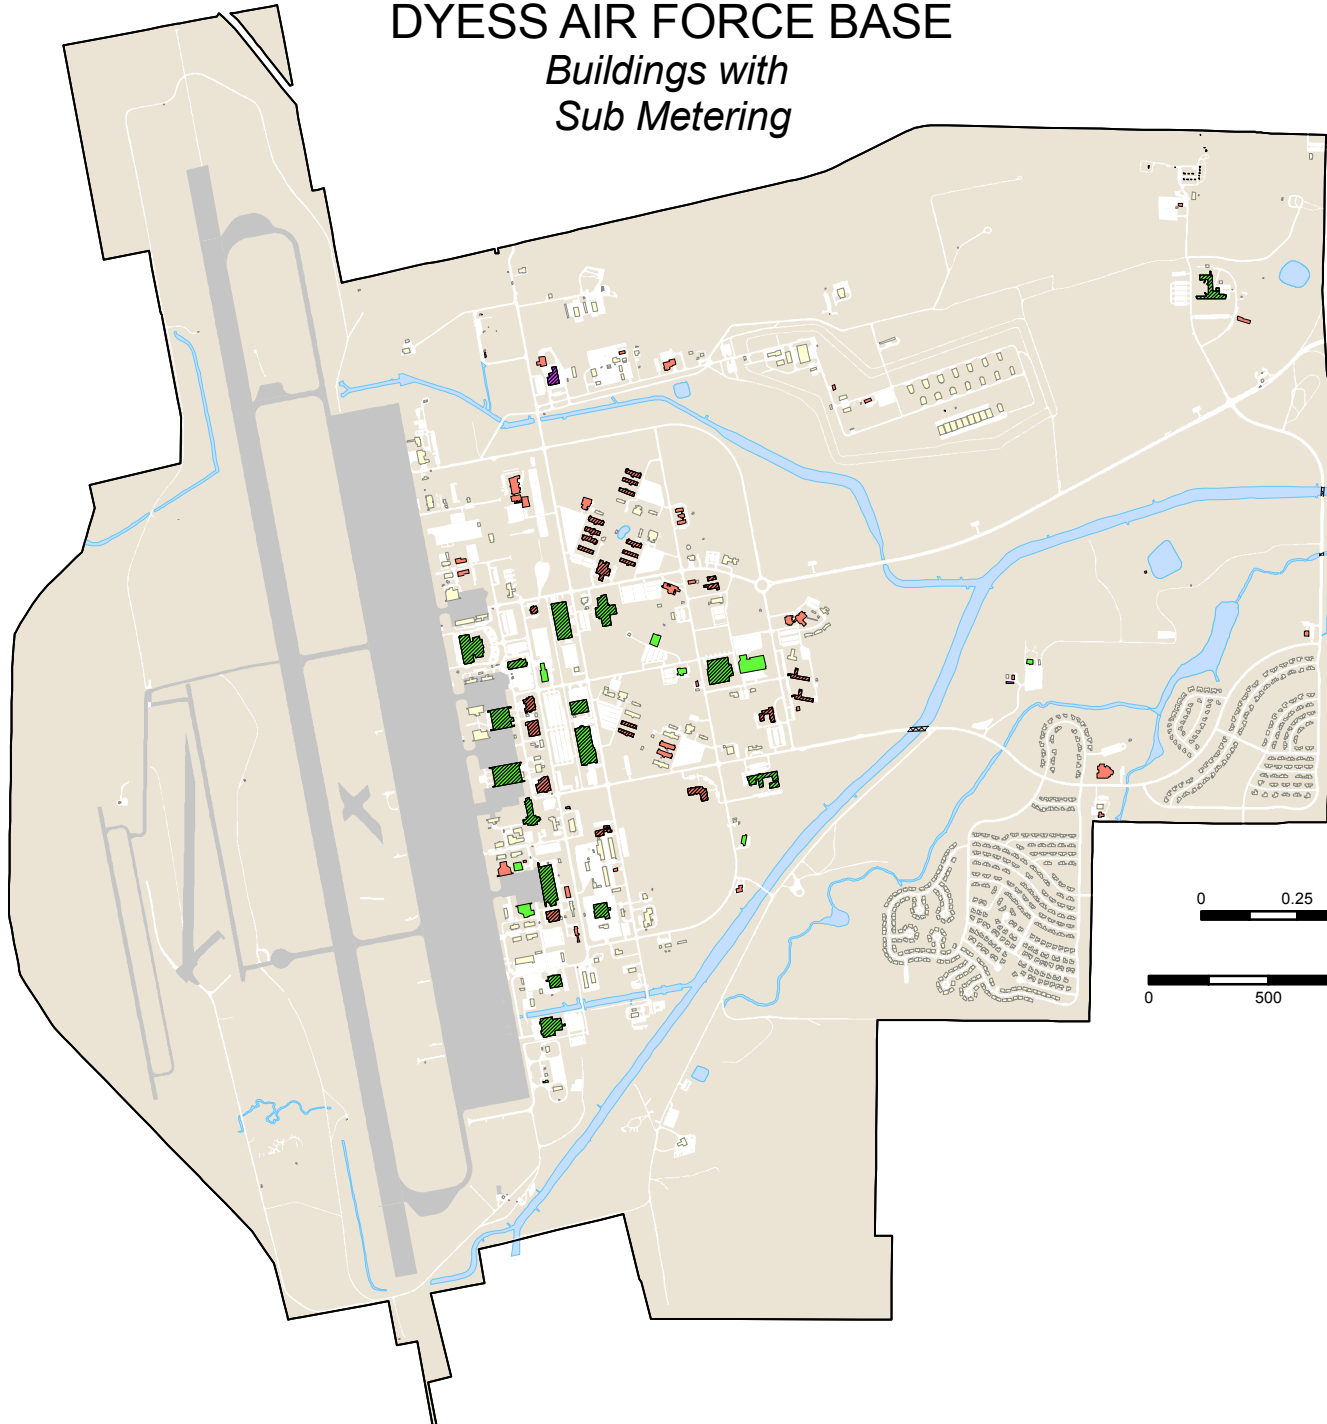 DYESS AIR FORCE BASE
Buildings with
Sub Metering
0 0.25
0 500